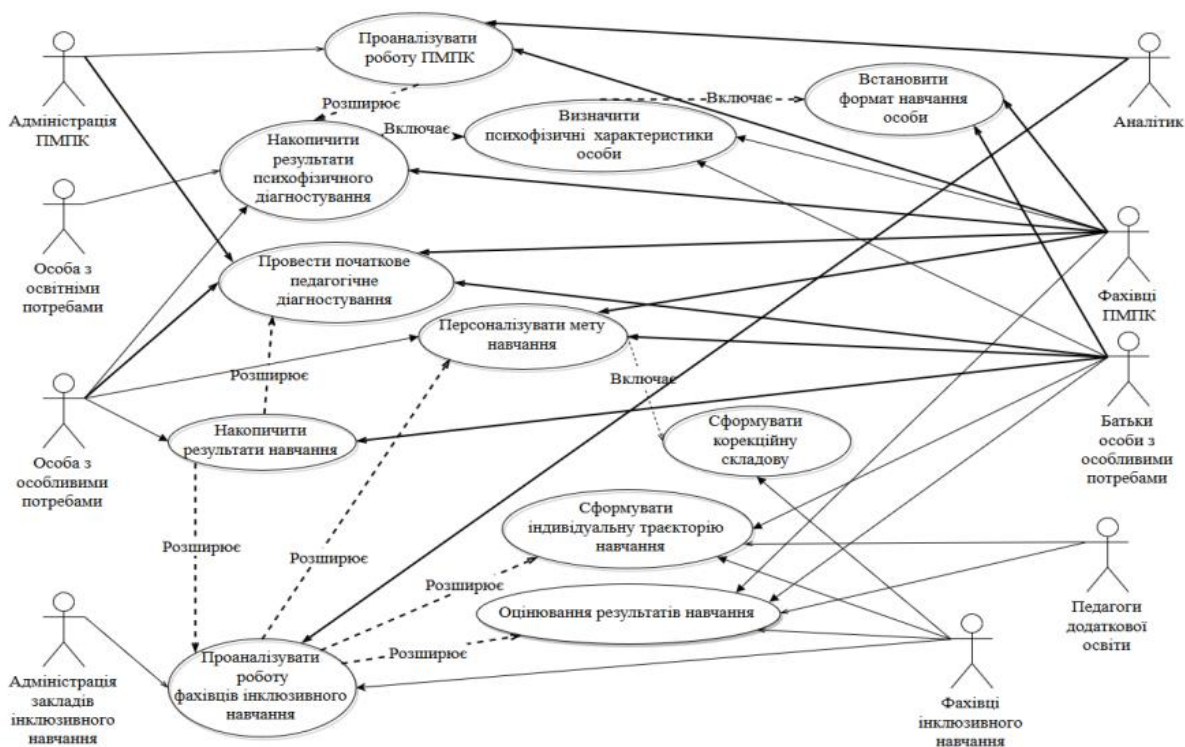 Проаналізувати
роботу ПМПК
Адміністрація
ПМПК
Розширює
Включає
Встановити
формат навчання
особи
Аналітик
Накопичити
результати
психофізичного
діагностування
Включає
Визначити
психофізичні характеристики
особи
Особа з
освітніми
потребами
Провести початкове
педагогічне
діагностування
Фахівці
ПМПК
Персоналізувати мету
навчання
Розширює
Включає
Особа з
особливими
потребами
Накопичити
результати навчання
Сформувати
корекційну
складову
Батьки
особи з
особливими
потребами
Розширює
Розширює
Сформувати
індивідуальну траєкторію
навчання
Розширює
Оцінювання результатів навчання
Педагоги
додаткової
освіти
Адміністрація
закладів
інклюзивного
навчання
Проаналізувати
роботу
фахівців інклюзивного
навчання
Розширює
Фахівці
інклюзивного
навчання